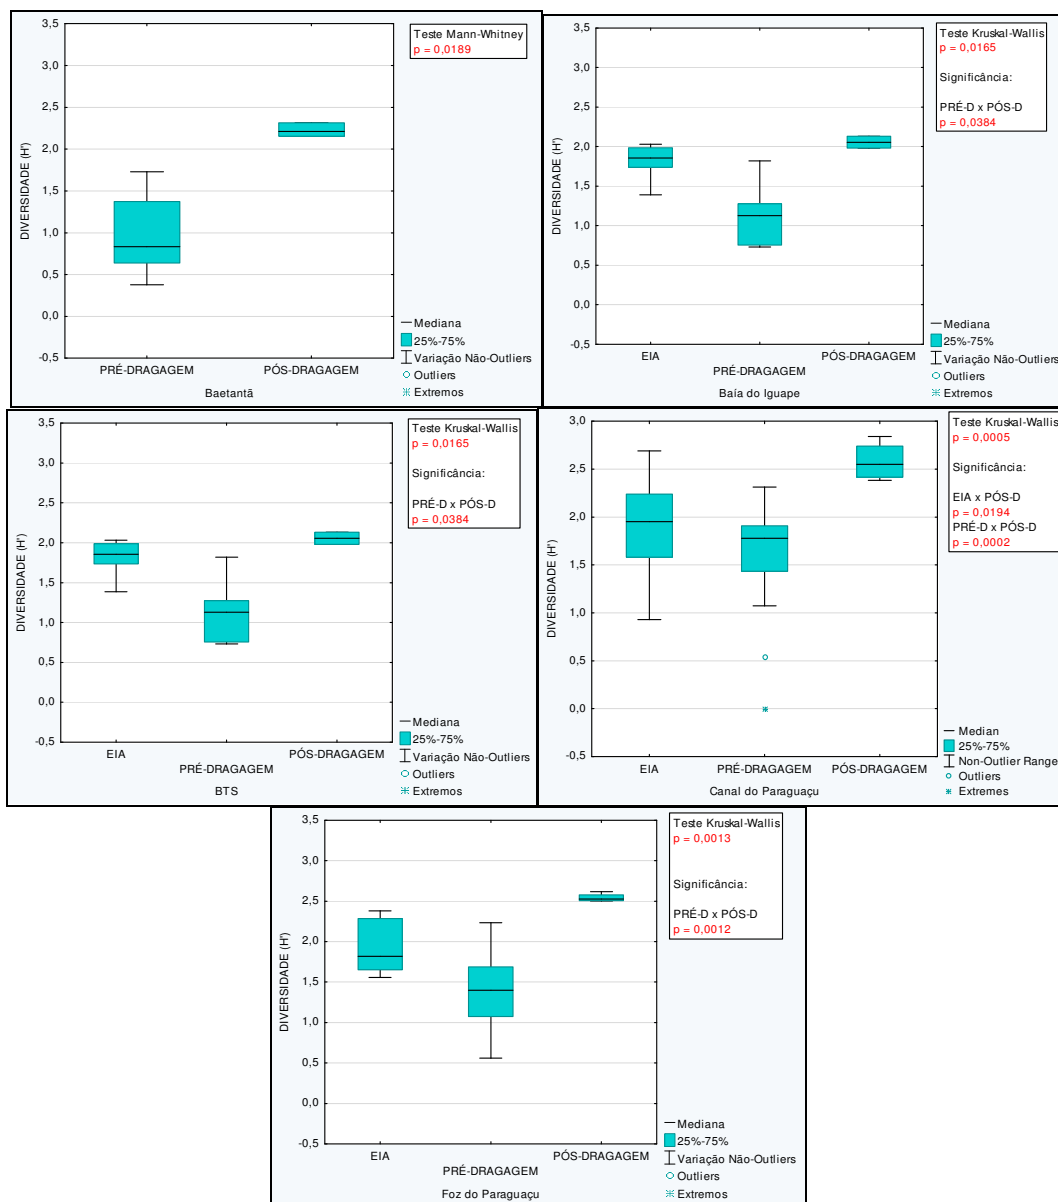 3,5
3,0
2,5
2,0
1,5
1,0
0,5
0,0
-0,5
DIVERSIDADE (H')
PRÉ-DRAGAGEM
PÓS-DRAGAGEM
Baetantã
Teste Mann-Whitney
p = 0,0189
Mediana
25%-75%
Variação Não-Outliers
Outliers
Extremos
3,5
3,0
2,5
2,0
1,5
1,0
0,5
0,0
-0,5
DIVERSIDADE (H')
EIA
PRÉ-DRAGAGEM
PÓS-DRAGAGEM
Baía do Iguape
Teste Kruskal-Wallis
p = 0,0165
Significância:
PRÉ-D x PÓS-D
p = 0,0384
Mediana
25%-75%
Variação Não-Outliers
Outliers
Extremos
3,5
3,0
2,5
2,0
1,5
1,0
0,5
0,0
-0,5
DIVERSIDADE (H')
EIA
PRÉ-DRAGAGEM
PÓS-DRAGAGEM
BTS
Teste Kruskal-Wallis
p = 0,0165
Significância:
PRÉ-D x PÓS-D
p = 0,0384
Mediana
25%-75%
Variação Não-Outliers
Outliers
Extremos
3,0
2,5
2,0
1,5
1,0
0,5
0,0
-0,5
DIVERSIDADE (H')
EIA
PRÉ-DRAGAGEM
PÓS-DRAGAGEM
Canal do Paraguaçu
Teste Kruskal-Wallis
p = 0,0005
Significância:
EIA x PÓS-D
p = 0,0194
PRÉ-D x PÓS-D
p = 0,0002
Median
25%-75%
Non-Outlier Range
Outliers
Extremes
3,5
3,0
2,5
2,0
1,5
1,0
0,5
0,0
-0,5
DIVERSIDADE (H')
EIA
PRÉ-DRAGAGEM
PÓS-DRAGAGEM
Foz do Paraguaçu
Teste Kruskal-Wallis
p = 0,0013
Significância:
PRÉ-D x PÓS-D
p = 0,0012
Mediana
25%-75%
Variação Não-Outliers
Outliers
Extremos